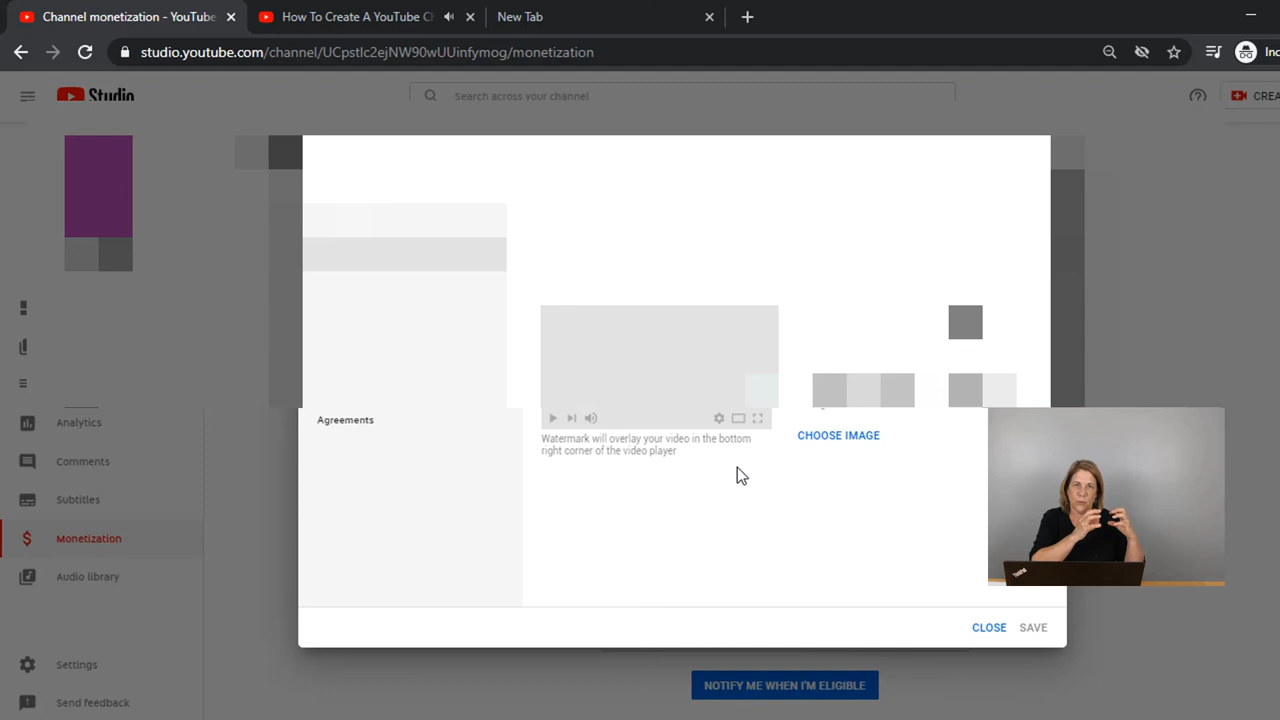 Channel monetization - YouTube
How To Create A YouTube C
New Tab
studio.youtube.com/channel/UCpstlc2ejNW90wUUinfymog/monetization
Studio
Search across your channel
CREA
Agreements
Analytics
Watermark will overlay your video in the bottom
right corner of the video player
CHOOSE IMAGE
Comments
Subtitles
Monetization
Audio library
CLOSE
SAVE
Settings
NOTIFY ME WHEN I'M ELIGIBLE
Send feedback